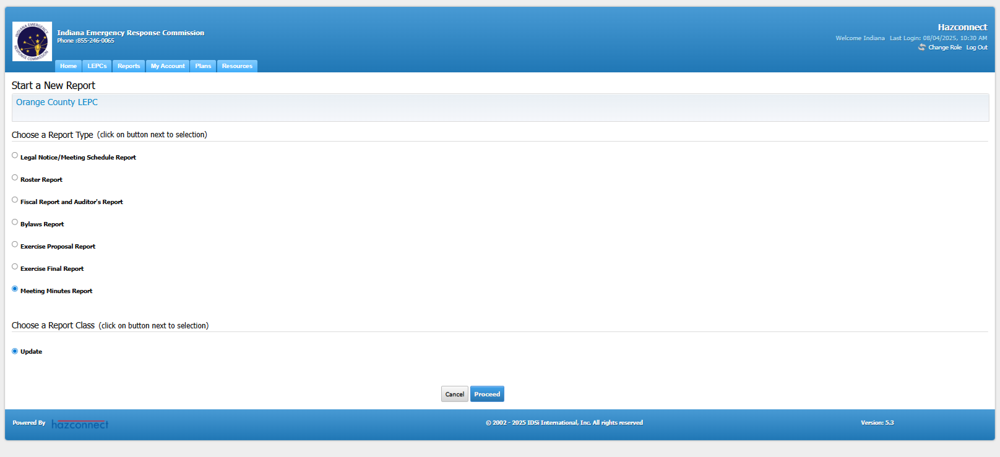 INDIANA EMERGENCY RESPONSE COMMISSION
Indiana Emergency Response Commission
Phone :855-246-0065
Hazconnect
Welcome Indiana Last Login: 08/04/2025, 10:30 AM
Change Role Log Out
Home LEPCs Reports My Account Plans Resources
Start a New Report
Orange County LEPC
Choose a Report Type (click on button next to selection)
Legal Notice/Meeting Schedule Report
Roster Report
Fiscal Report and Auditor's Report
Bylaws Report
Exercise Proposal Report
Exercise Final Report
Meeting Minutes Report
Choose a Report Class (click on button next to selection)
Update
Cancel Proceed
Powered By hazconnect © 2002 - 2025 IDSi International, Inc. All rights reserved Version: 5.3